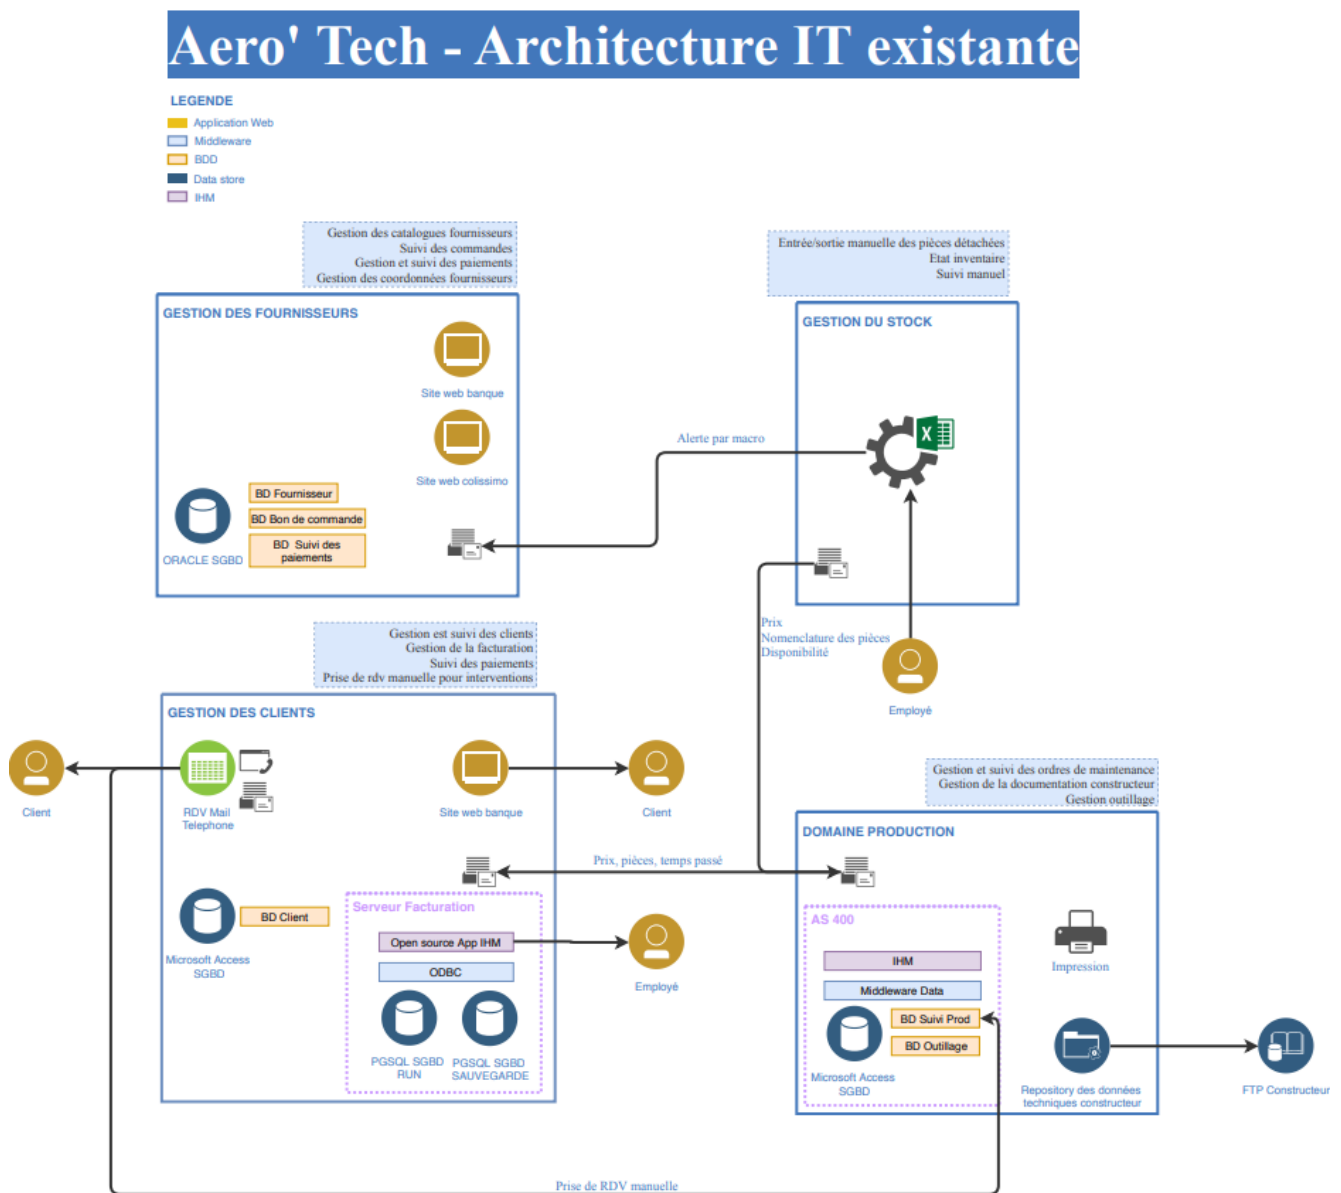 Aero' Tech - Architecture IT existante
LEGENDE
Application Web
Middleware
BDD
Data store
IHM
Gestion des catalogues fournisseurs
Suivi des commandes
Gestion et suivi des paiements
Gestion des coordonnées fournisseurs
Entrée/sortie manuelle des pièces détachées
Etat inventaire
Suivi manuel
GESTION DES FOURNISSEURS
Site web banque
Site web colissimo
BD Fournisseur
BD Bon de commande
BD Suivi des
paiements
ORACLE SGBD
Alerte par macro
GESTION DU STOCK
X
Prix
Nomenclature des pièces
Disponibilité
Employé
Gestion est suivi des clients
Gestion de la facturation
Suivi des paiements
Prise de rdv manuelle pour interventions
GESTION DES CLIENTS
Client
RDV Mail
Telephone
Site web banque
Client
Prix, pièces, temps passé
BD Client
Microsoft Access
SGBD
Serveur Facturation
Open source App IHM
ODBC
PGSQL SGBD
RUN
PGSQL SGBD
SAUVEGARDE
Employé
Gestion et suivi des ordres de maintenance
Gestion de la documentation constructeur
Gestion outillage
DOMAINE PRODUCTION
AS 400
IHM
Middleware Data
BD Suivi Prod
BD Outillage
Microsoft Access
SGBD
Impression
Repository des données
techniques constructeur
FTP Constructeur
Prise de RDV manuelle